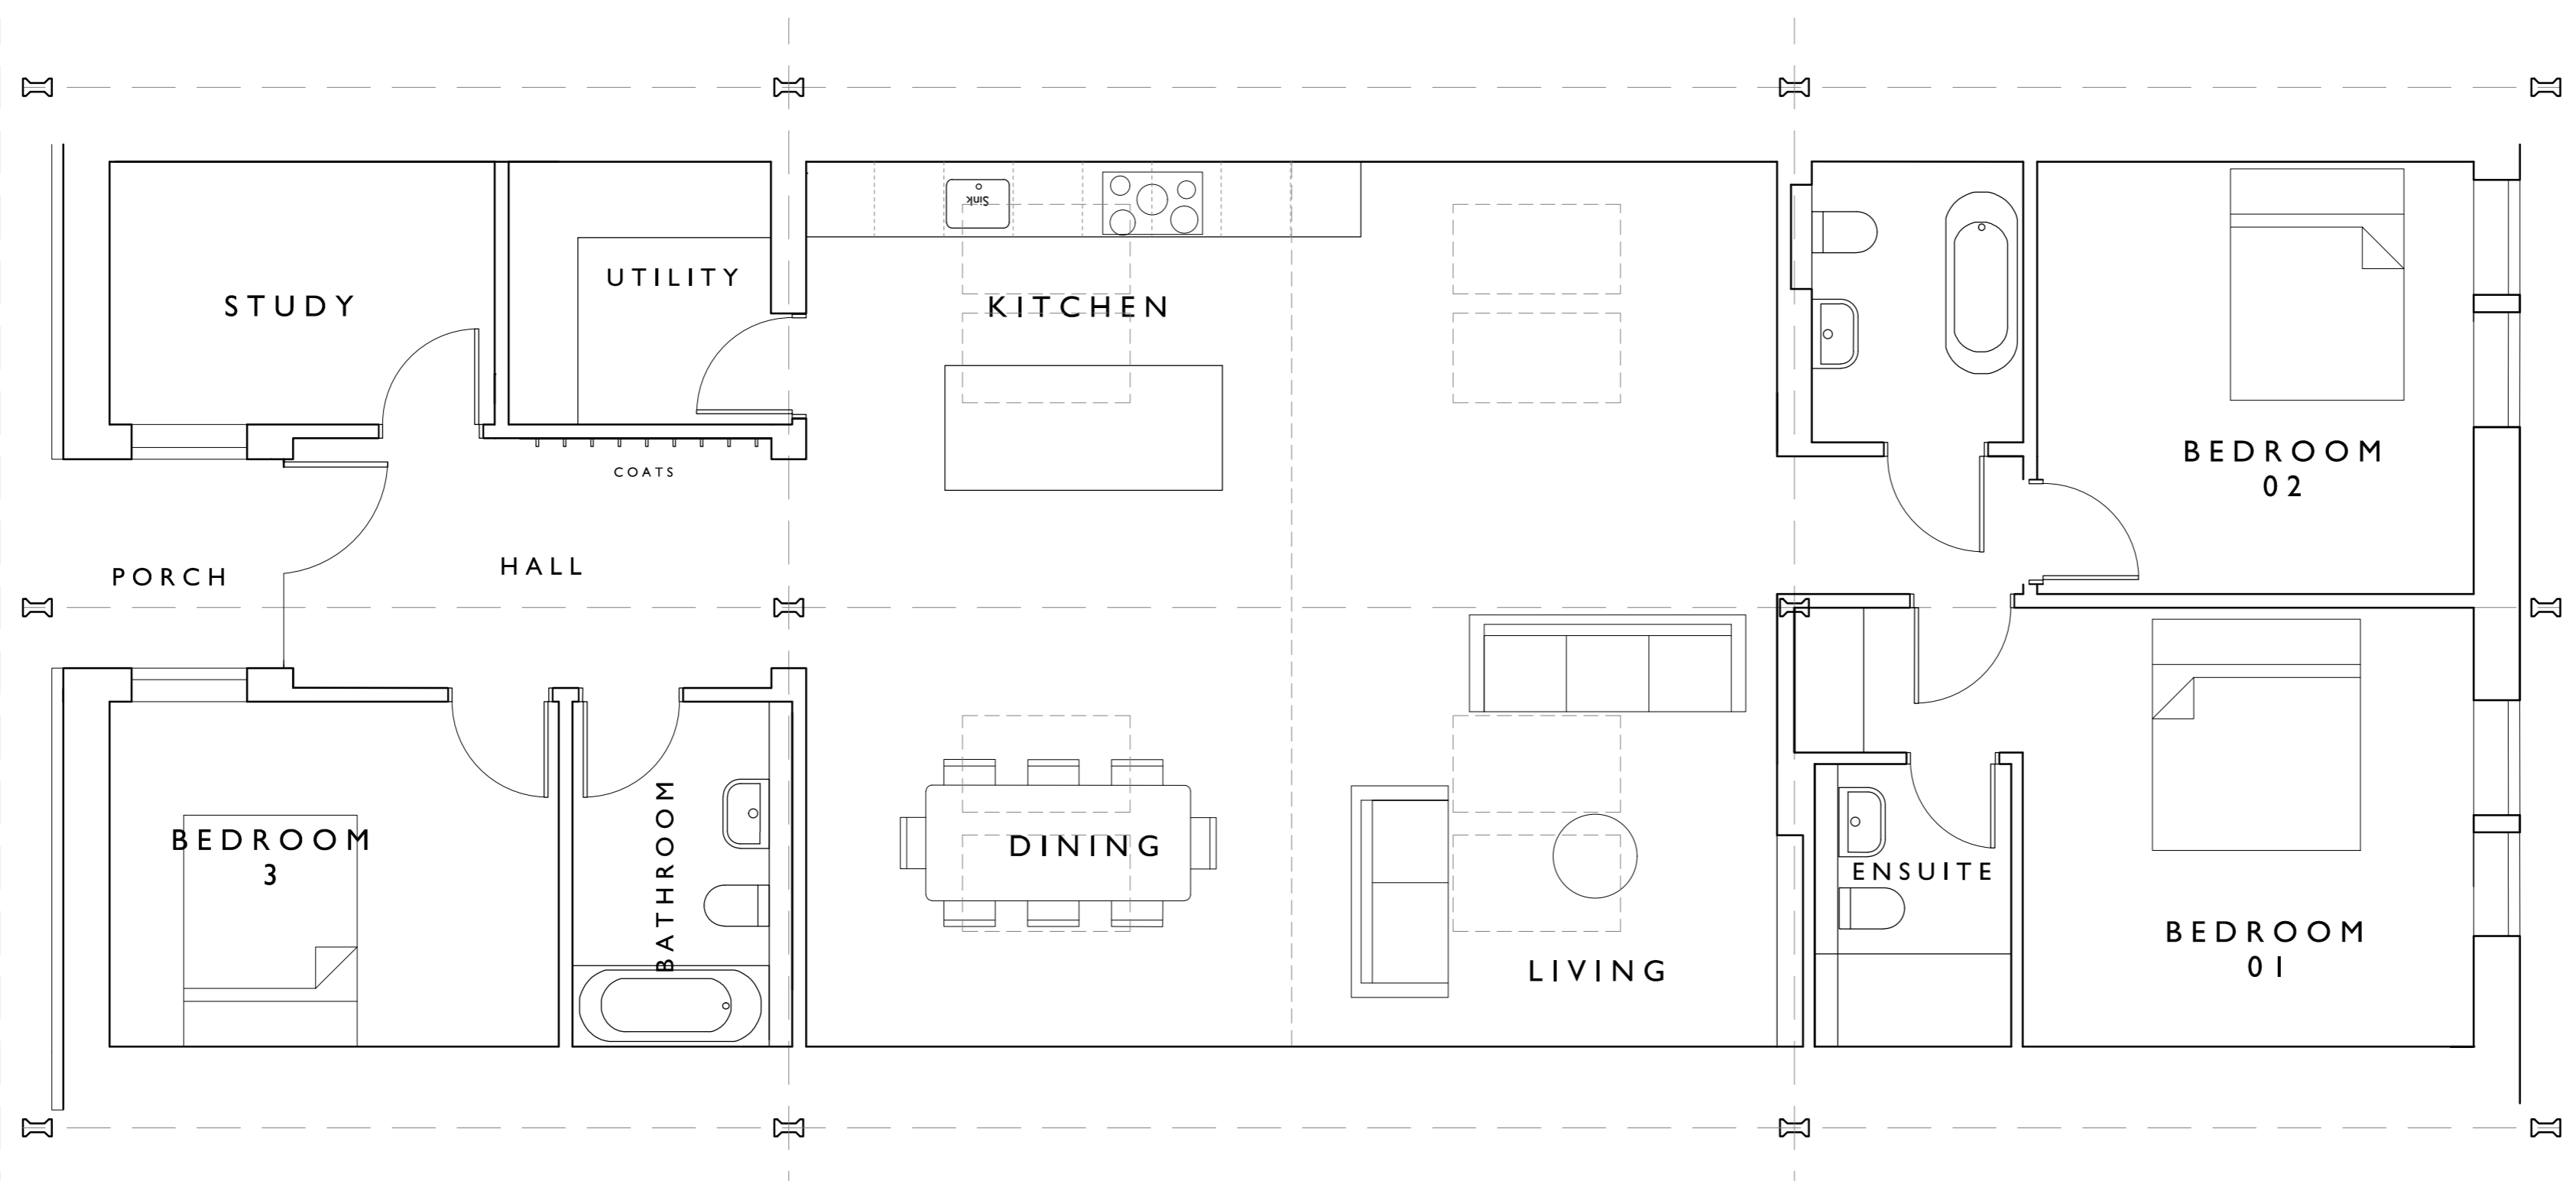 Sink
UTILITY
STUDY
KITCHEN
BEDROOM
02
COATS
HALL
PORCH
BEDROOM
3
BATHROOM
DINING
ENSUITE
LIVING
BEDROOM
01